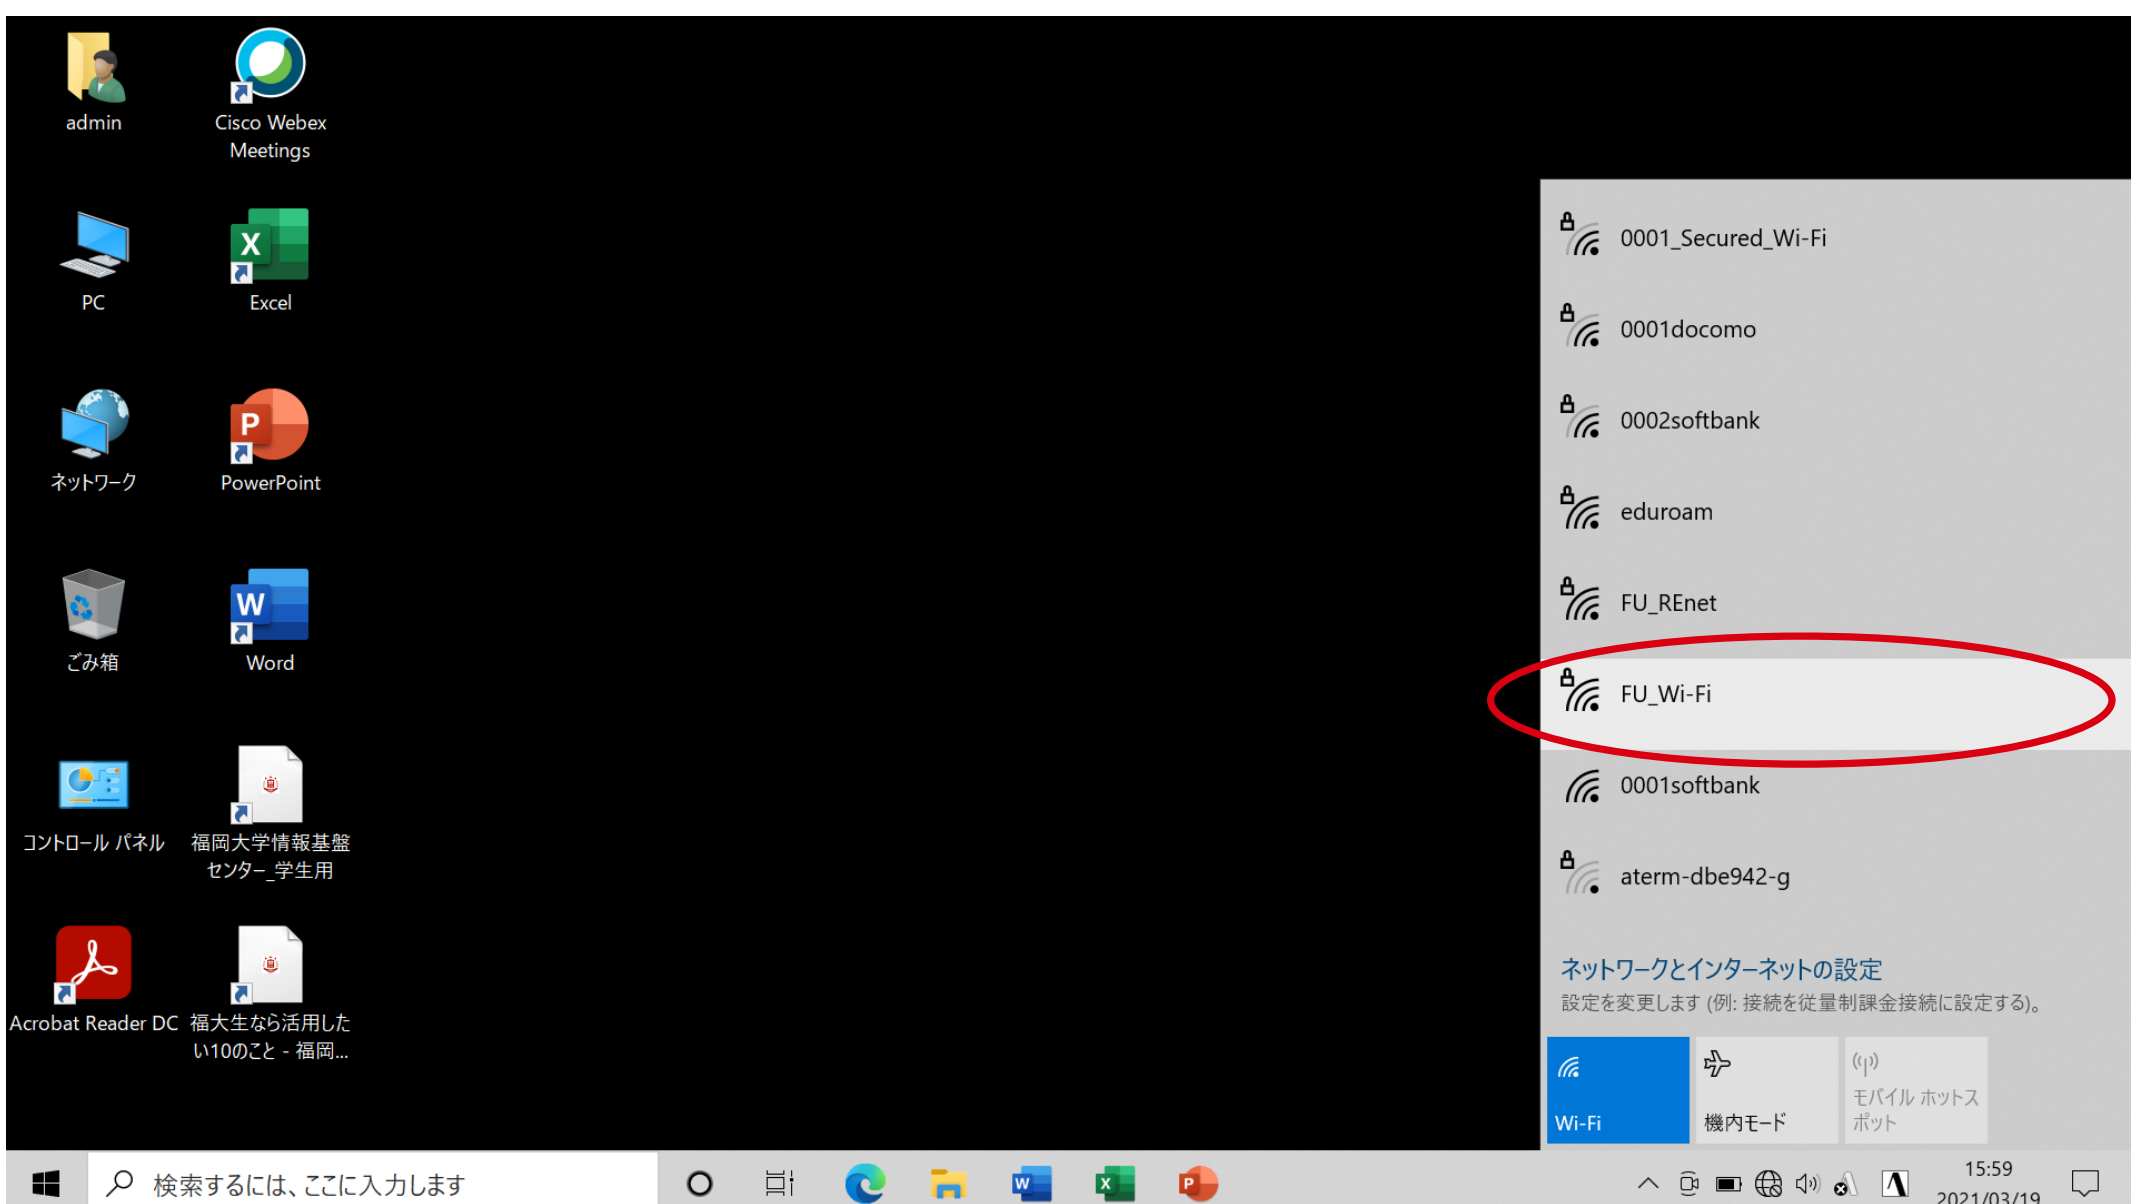 admin
Cisco Webex
Meetings
PC
Excel
ネットワーク
PowerPoint
ごみ箱
Word
コントロール パネル
福岡大学情報基盤
センター_学生用
Acrobat Reader DC
福大生なら活用した
い10のこと - 福岡...
0001_Secured_Wi-Fi
0001docomo
0002softbank
eduroam
FU_REnet
FU_Wi-Fi
0001softbank
aterm-dbe942-g
ネットワークとインターネットの設定
設定を変更します (例: 接続を従量制課金接続に設定する)。
Wi-Fi
機内モード
モバイル ホットス
ポット
検索するには、ここに入力します
15:59
2021/03/19